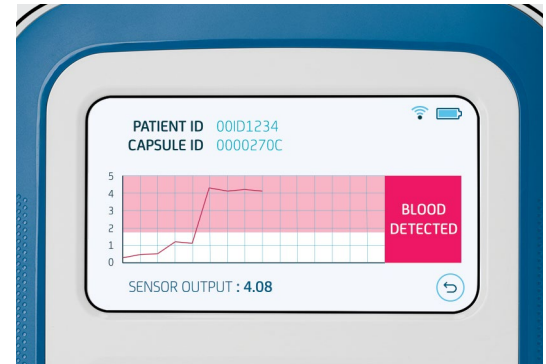 PATIENT ID 00ID1234
CAPSULE ID 0000270C
5
4
3
2
1
0
BLOOD
DETECTED
SENSOR OUTPUT : 4.08